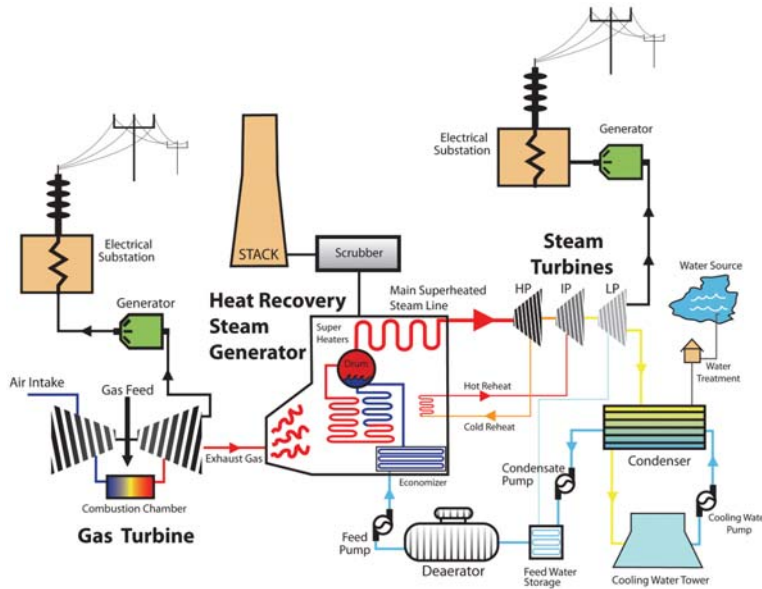 Electrical
Substation
Generator
Electrical
Substation
Generator
STACK
Scrubber
Steam
Turbines
HP
IP
LP
Water Source
Water
Treatment
Heat Recovery
Steam
Generator
Main Superheated
Steam Line
Super
Heaters
Drum
Hot Reheat
Cold Reheat
Economizer
Air Intake
Gas Feed
Exhaust Gas
Combustion Chamber
Gas Turbine
Condenser
Condensate
Pump
Cooling Water
Pump
Feed
Pump
Deaerator
Feed Water
Storage
Cooling Water Tower